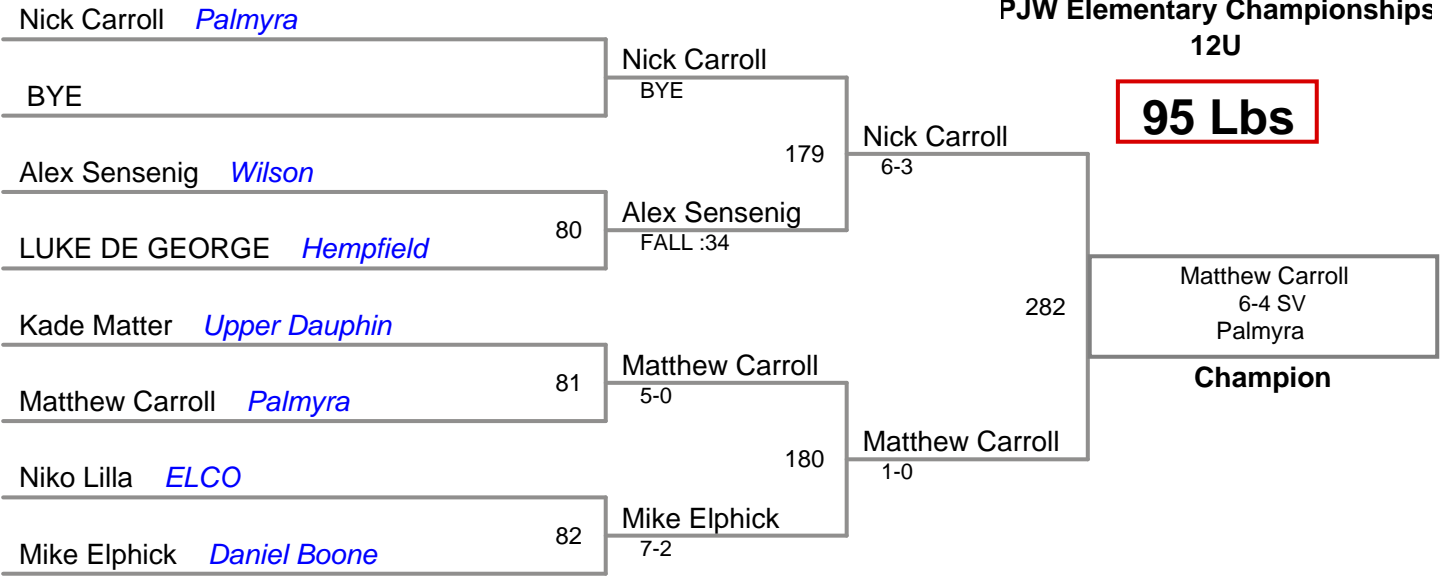 PJW Elementary Championships
12U
95 Lbs
Nick Carroll Palmyra
BYE
Alex Sensenig Wilson
LUKE DE GEORGE Hempfield
Kade Matter Upper Dauphin
Matthew Carroll Palmyra
Niko Lilla ELCO
Mike Elphick Daniel Boone
80
81
82
Nick Carroll
BYE
Alex Sensenig
FALL :34
Matthew Carroll
5-0
Mike Elphick
7-2
179
180
Nick Carroll
6-3
Matthew Carroll
1-0
282
Matthew Carroll
6-4 SV
Palmyra
Champion